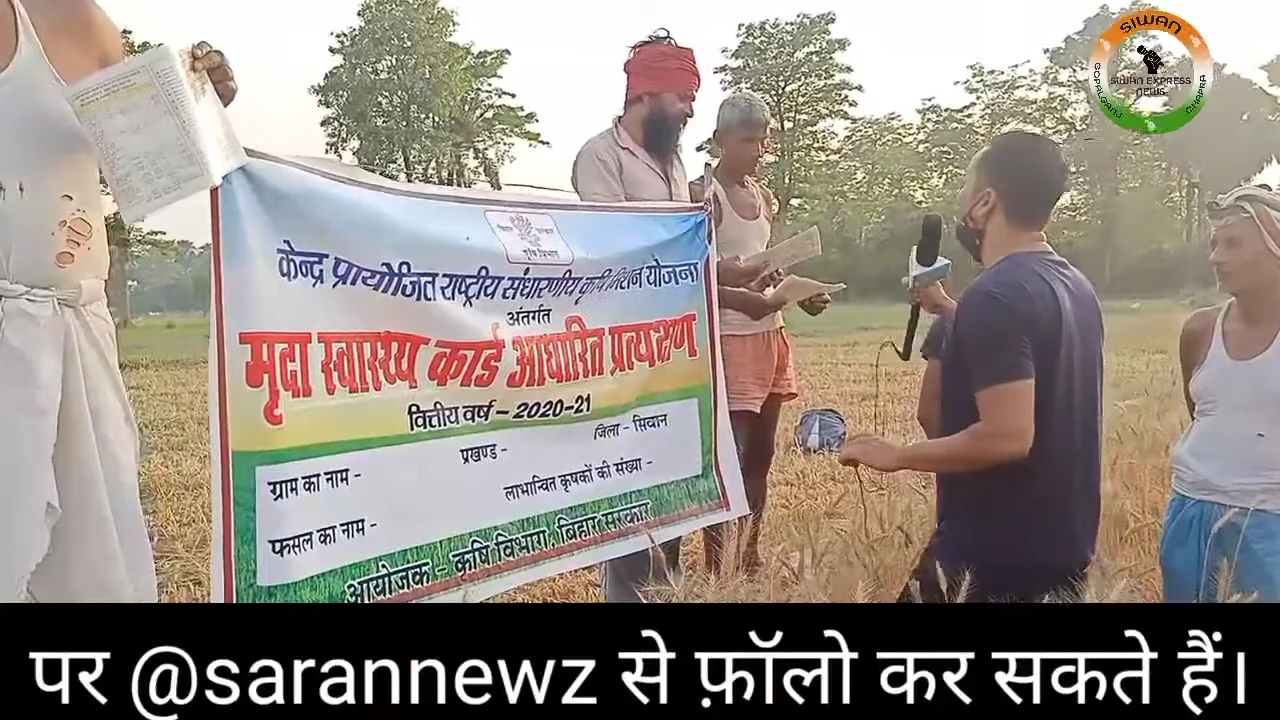 SIWAN
SIWAN EXPRESS
NEWS
GOPALGANJ
CHAPRA
बिहार सरकार
कृषि विभाग
केन्द्र प्रायोजित राष्ट्रीय संधारणीय कृषि मिशन योजना
अंतर्गत
मृदा स्वास्थ्य कार्ड आधारित प्रत्यक्षण
वित्तीय वर्ष - 2020-21
प्रखण्ड - जिला - सिवान
ग्राम का नाम -
लाभान्वित कृषकों की संख्या -
फसल का नाम -
आयोजक - कृषि विभाग, बिहार सरकार
पर @sarannewz से फ़ॉलो कर सकते हैं।